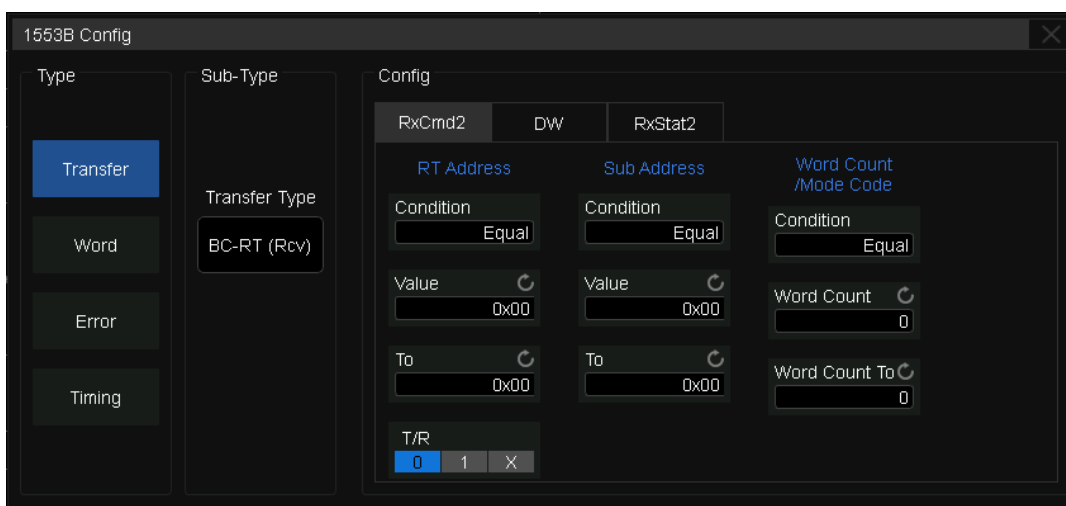 1553B Config
Type
Sub-Type
Config
Transfer
Word
Error
Timing
Transfer Type
BC-RT (Rcv)
RxCmd2
DW
RxStat2
RT Address
Condition
Equal
Value
0x00
To
0x00
T/R
0 1 X
Sub Address
Condition
Equal
Value
0x00
To
0x00
Word Count
/Mode Code
Condition
Equal
Word Count
0
Word Count To
0